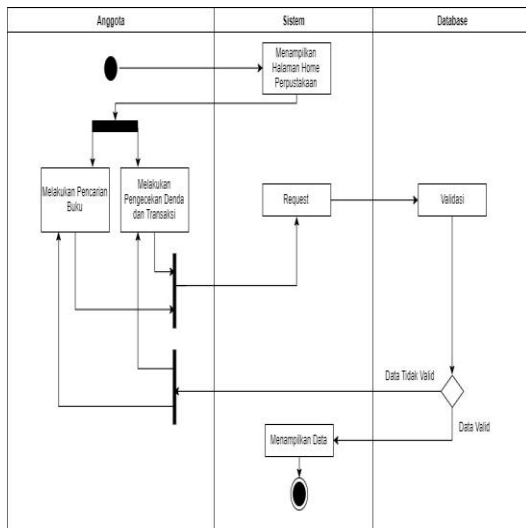 Anggota
Sistem
Database
Menampilkan
Halaman Home
Perpustakaan
Melakukan Pencarian
Buku
Melakukan
Pengecekan Denda
dan Transaksi
Request
Validasi
Data Tidak Valid
Data Valid
Menampilkan Data